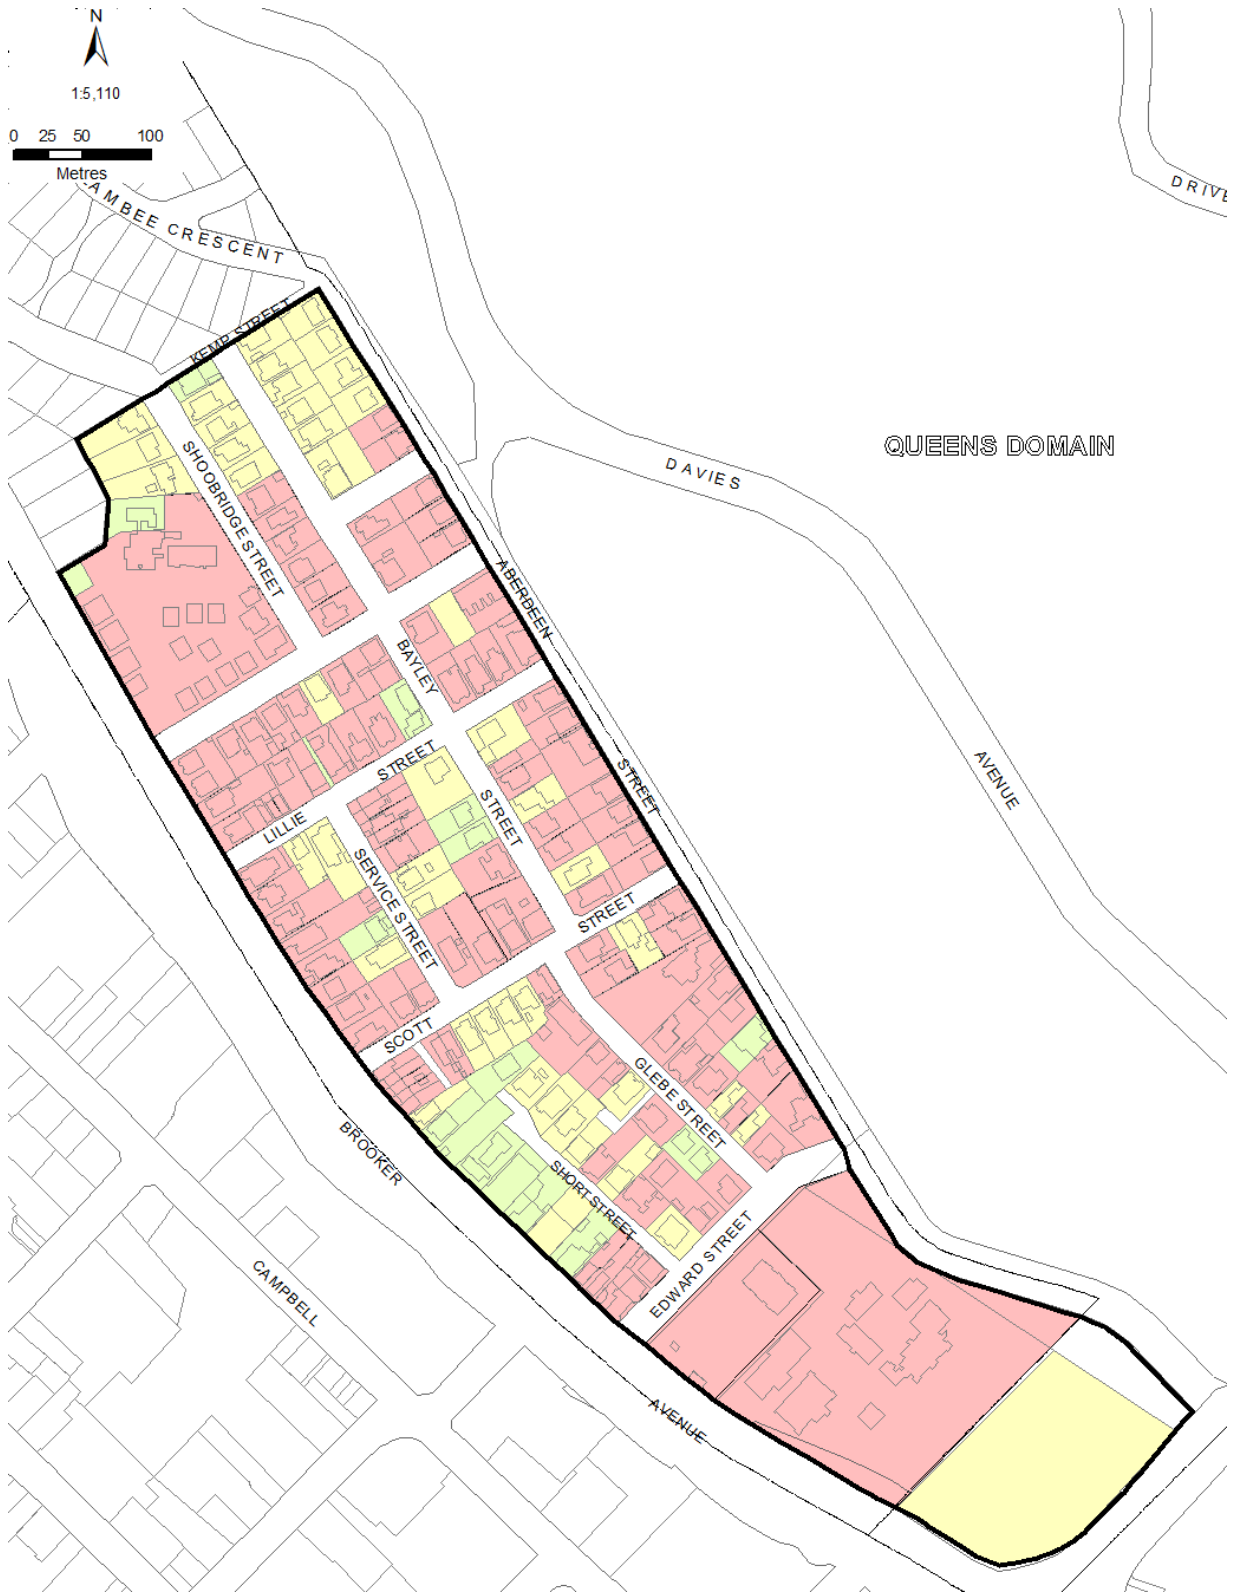 N
1:5,110
0 25 50 100
Metres
AMBEE CRESCENT
DRIVE
KEMP STREET
QUEENS DOMAIN
DAVIES
SHOOBRIDGE STREET
ABERDEEN
BAYLEY
STREET
AVENUE
STREET
STREET
LILLIE
SERVICE STREET
STREET
SCOTT
GLEBE STREET
BROOKER
SHORT STREET
EDWARD STREET
CAMPBELL
AVENUE